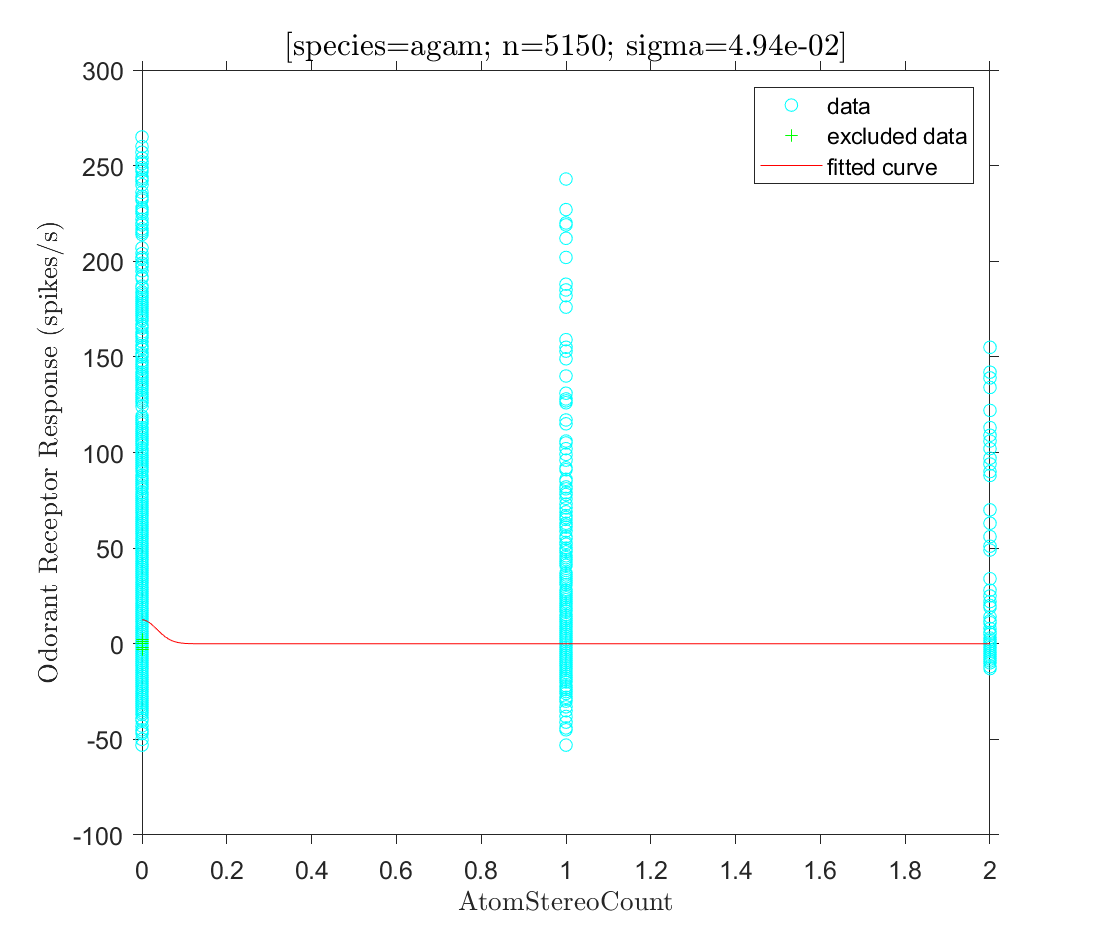 [species=agam; n=5150; sigma=4.94e-02]
data
excluded data
fitted curve
300
250
200
150
100
50
0
-50
-100
Odorant Receptor Response (spikes/s)
0 0.2 0.4 0.6 0.8 1 1.2 1.4 1.6 1.8 2
AtomStereoCount